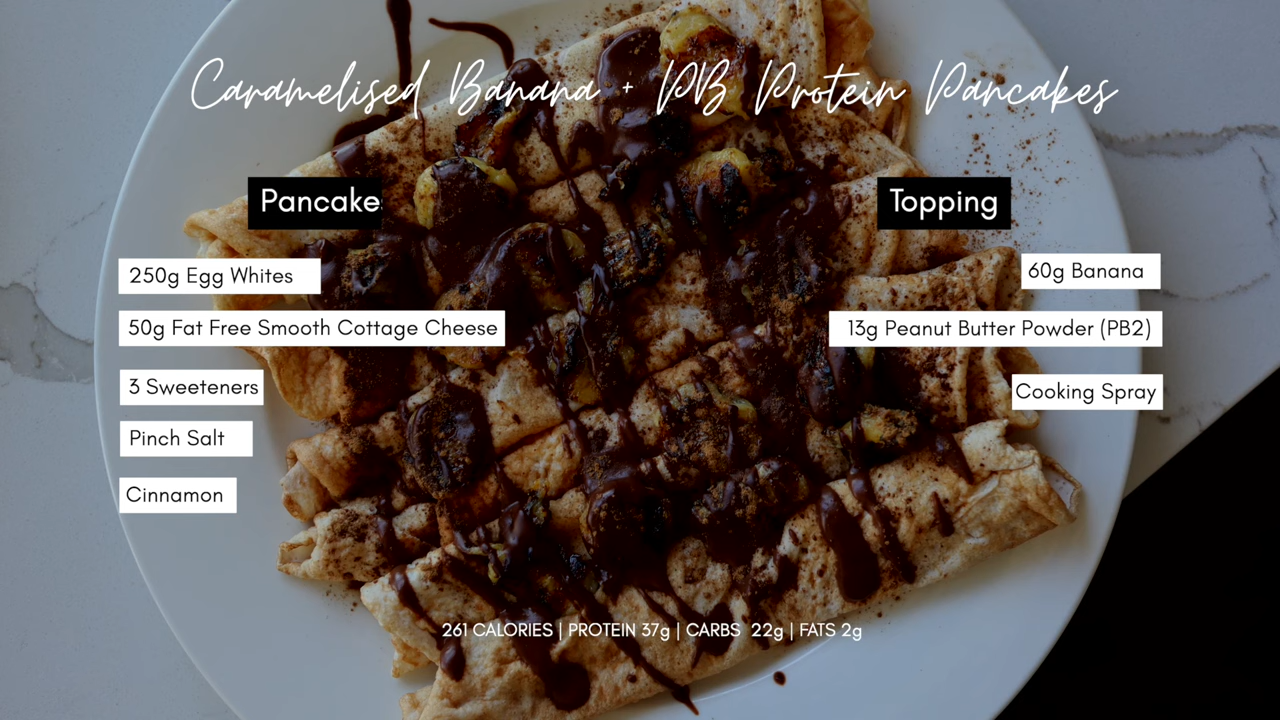 Caramelised Banana + PB Protein Pancakes
Pancake
250g Egg Whites
50g Fat Free Smooth Cottage Cheese
3 Sweeteners
Pinch Salt
Cinnamon
Topping
60g Banana
13g Peanut Butter Powder (PB2)
Cooking Spray
261 CALORIES | PROTEIN 37g | CARBS 22g | FATS 2g